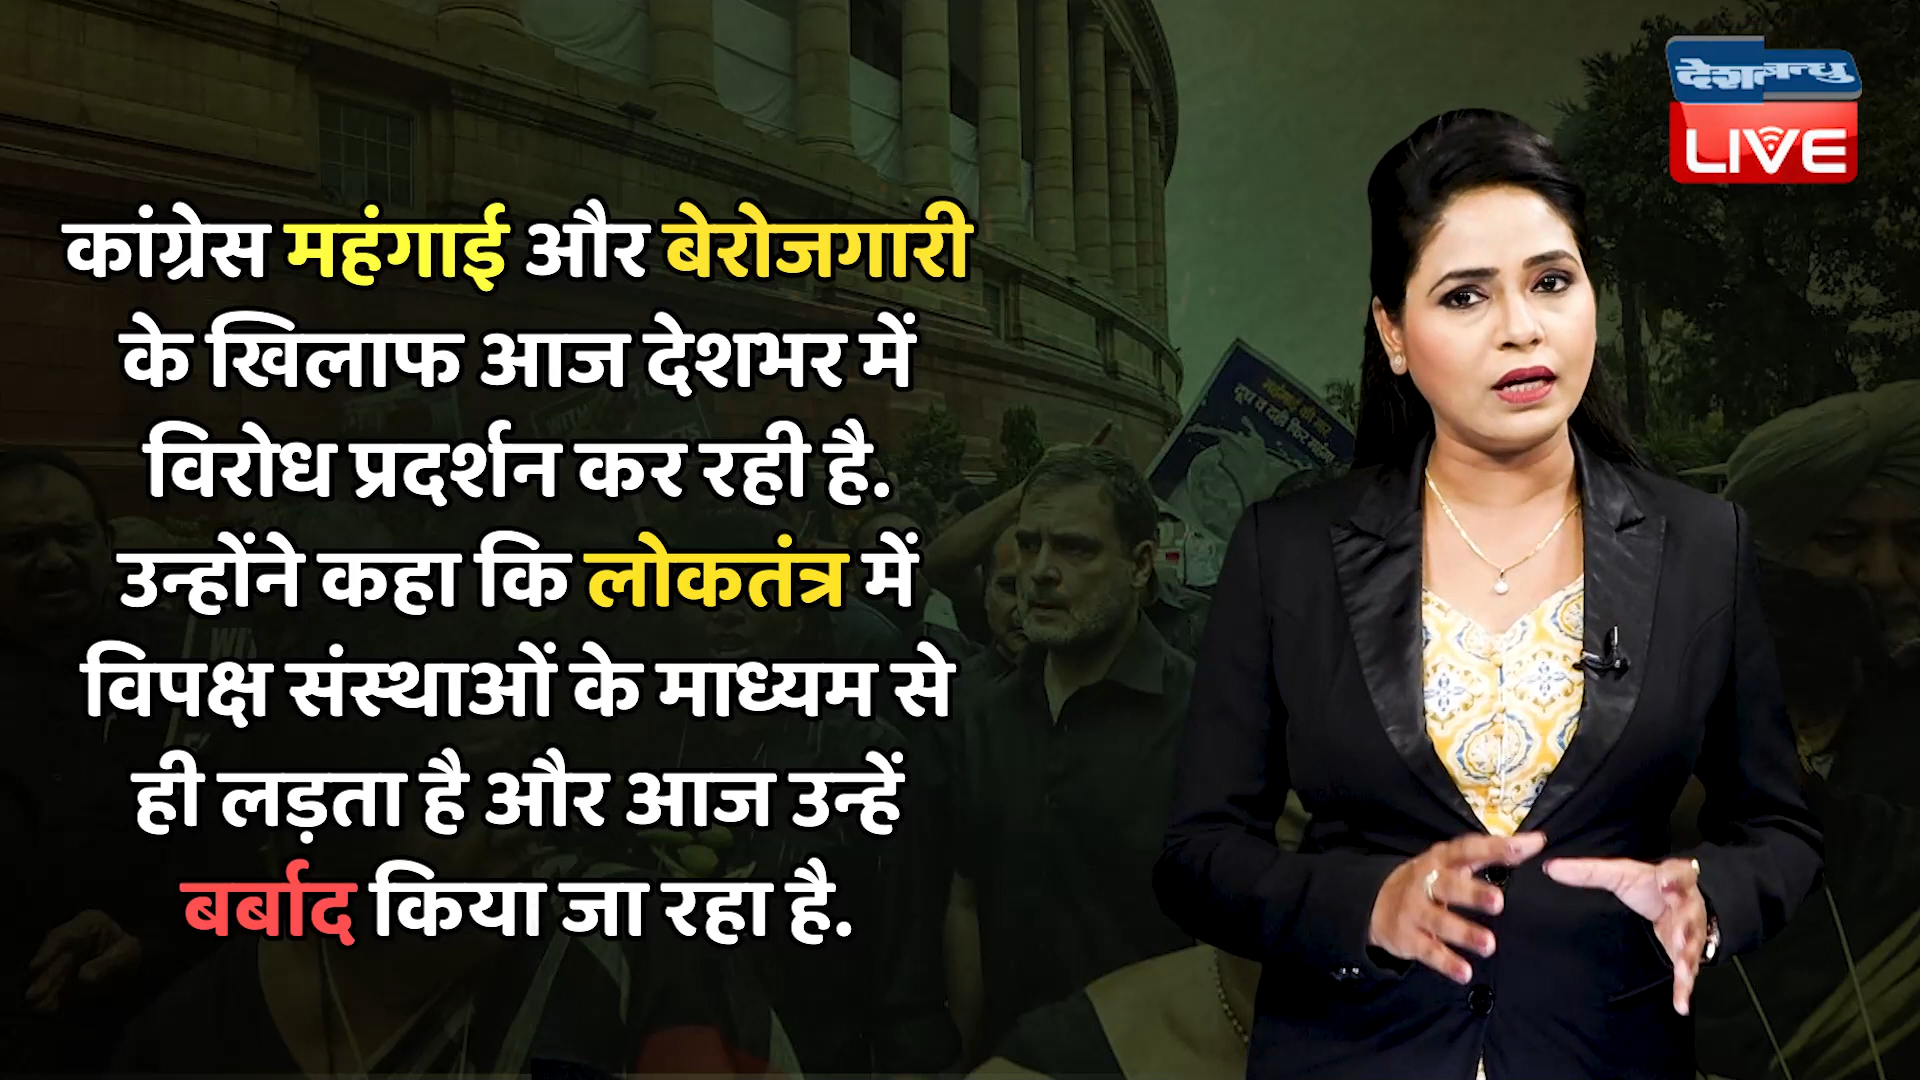 देशबन्धु
LIVE
कांग्रेस महंगाई और बेरोजगारी
के खिलाफ आज देशभर में
विरोध प्रदर्शन कर रही है.
उन्होंने कहा कि लोकतंत्र में
विपक्ष संस्थाओं के माध्यम से
ही लड़ता है और आज उन्हें
बर्बाद किया जा रहा है.